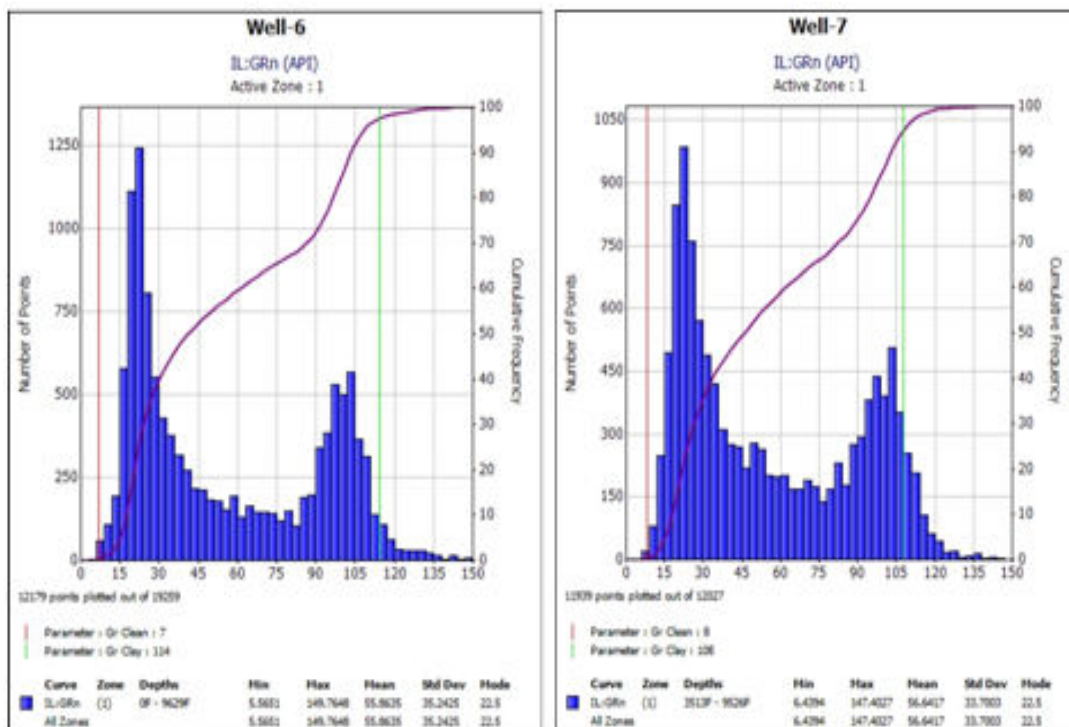 Well-6
IL:GRn (API)
Active Zone : 1
Number of Points
1250
1000
750
500
250
0
100
90
80
70
60
50
40
30
20
10
0
Cumulative Frequency
0 15 30 45 60 75 90 105 120 135 150
12179 points plotted out of 19259
Parameter : Gr Clean : 7
Parameter : Gr Clay : 114
Curve Zone Depths Min Max Mean Std Dev Mode
IL:GRn (1) 0F - 9629F 5.5651 149.7648 55.8635 35.2425 22.5
All Zones 5.5651 149.7648 55.8635 35.2425 22.5
Well-7
IL:GRn (API)
Active Zone : 1
Number of Points
1050
900
750
600
450
300
150
0
100
90
80
70
60
50
40
30
20
10
0
Cumulative Frequency
0 15 30 45 60 75 90 105 120 135 150
11939 points plotted out of 12027
Parameter : Gr Clean : 8
Parameter : Gr Clay :
Curve Zone Depths Min Max Mean Std Dev Mode
IL:GRn (1) 3513F - 9526F 6.4394 147.4027 56.6417 33.7003 22.5
All Zones 6.4394 147.4027 56.6417 33.7003 22.5